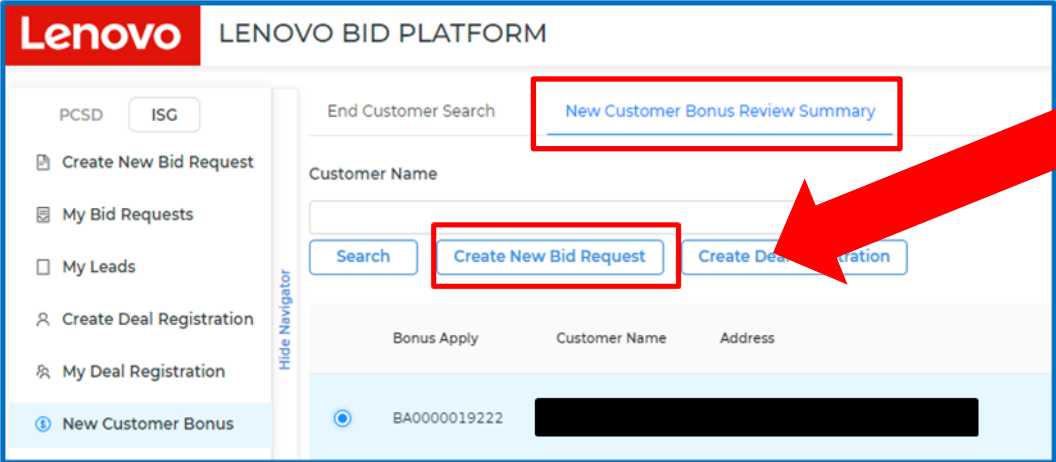 Lenovo
LENOVO BID PLATFORM
PCSD
ISG
Create New Bid Request
My Bid Requests
My Leads
Create Deal Registration
My Deal Registration
New Customer Bonus
Hide Navigator
End Customer Search
New Customer Bonus Review Summary
Customer Name
Search
Create New Bid Request
Create Deal
ration
Bonus Apply
Customer Name
Address
BA0000019222